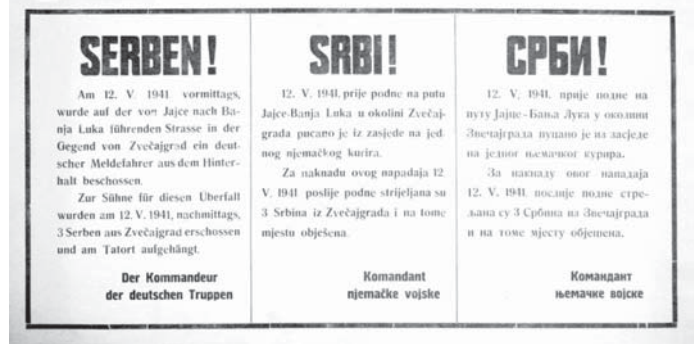 SERBEN!
Am 12. V. 1941 vormittags,
wurde auf der von Jajce nach Ba-
nja Luka führenden Strasse in der
Gegend von Zvečajgrad ein deut-
scher Meldefahrer aus dem Hinter-
halt beschossen.
Zur Sühne für diesen Überfall
wurden am 12. V. 1941, nachmittags,
3 Serben aus Zvečajgrad erschossen
und am Tatort aufgehängt.
Der Kommandeur
der deutschen Truppen
SRBI!
12. V. 1941. prije podne na putu
Jajce-Banja Luka u okolini Zvečaj-
grada pucano je iz zasjede na jed-
nog njemačkog kurira.
Za naknadu ovog napadaja 12
V. 1941 poslije podne strijeljana su
3 Srbina iz Zvečajgrada i na tome
mjestu obješena.
Komandant
njemačke vojske
СРБИ!
12. V. 1941. прије подне на
путу Јајце-Бања Лука у околини
Звечајграда пуцано је из засједе
на једног њемачког курира.
За накнаду овог нападаја
12. V. 1941. послије подне стре-
љана су 3 Србина из Звечајграда
и на томе мјесту објешена.
Командант
њемачке војске